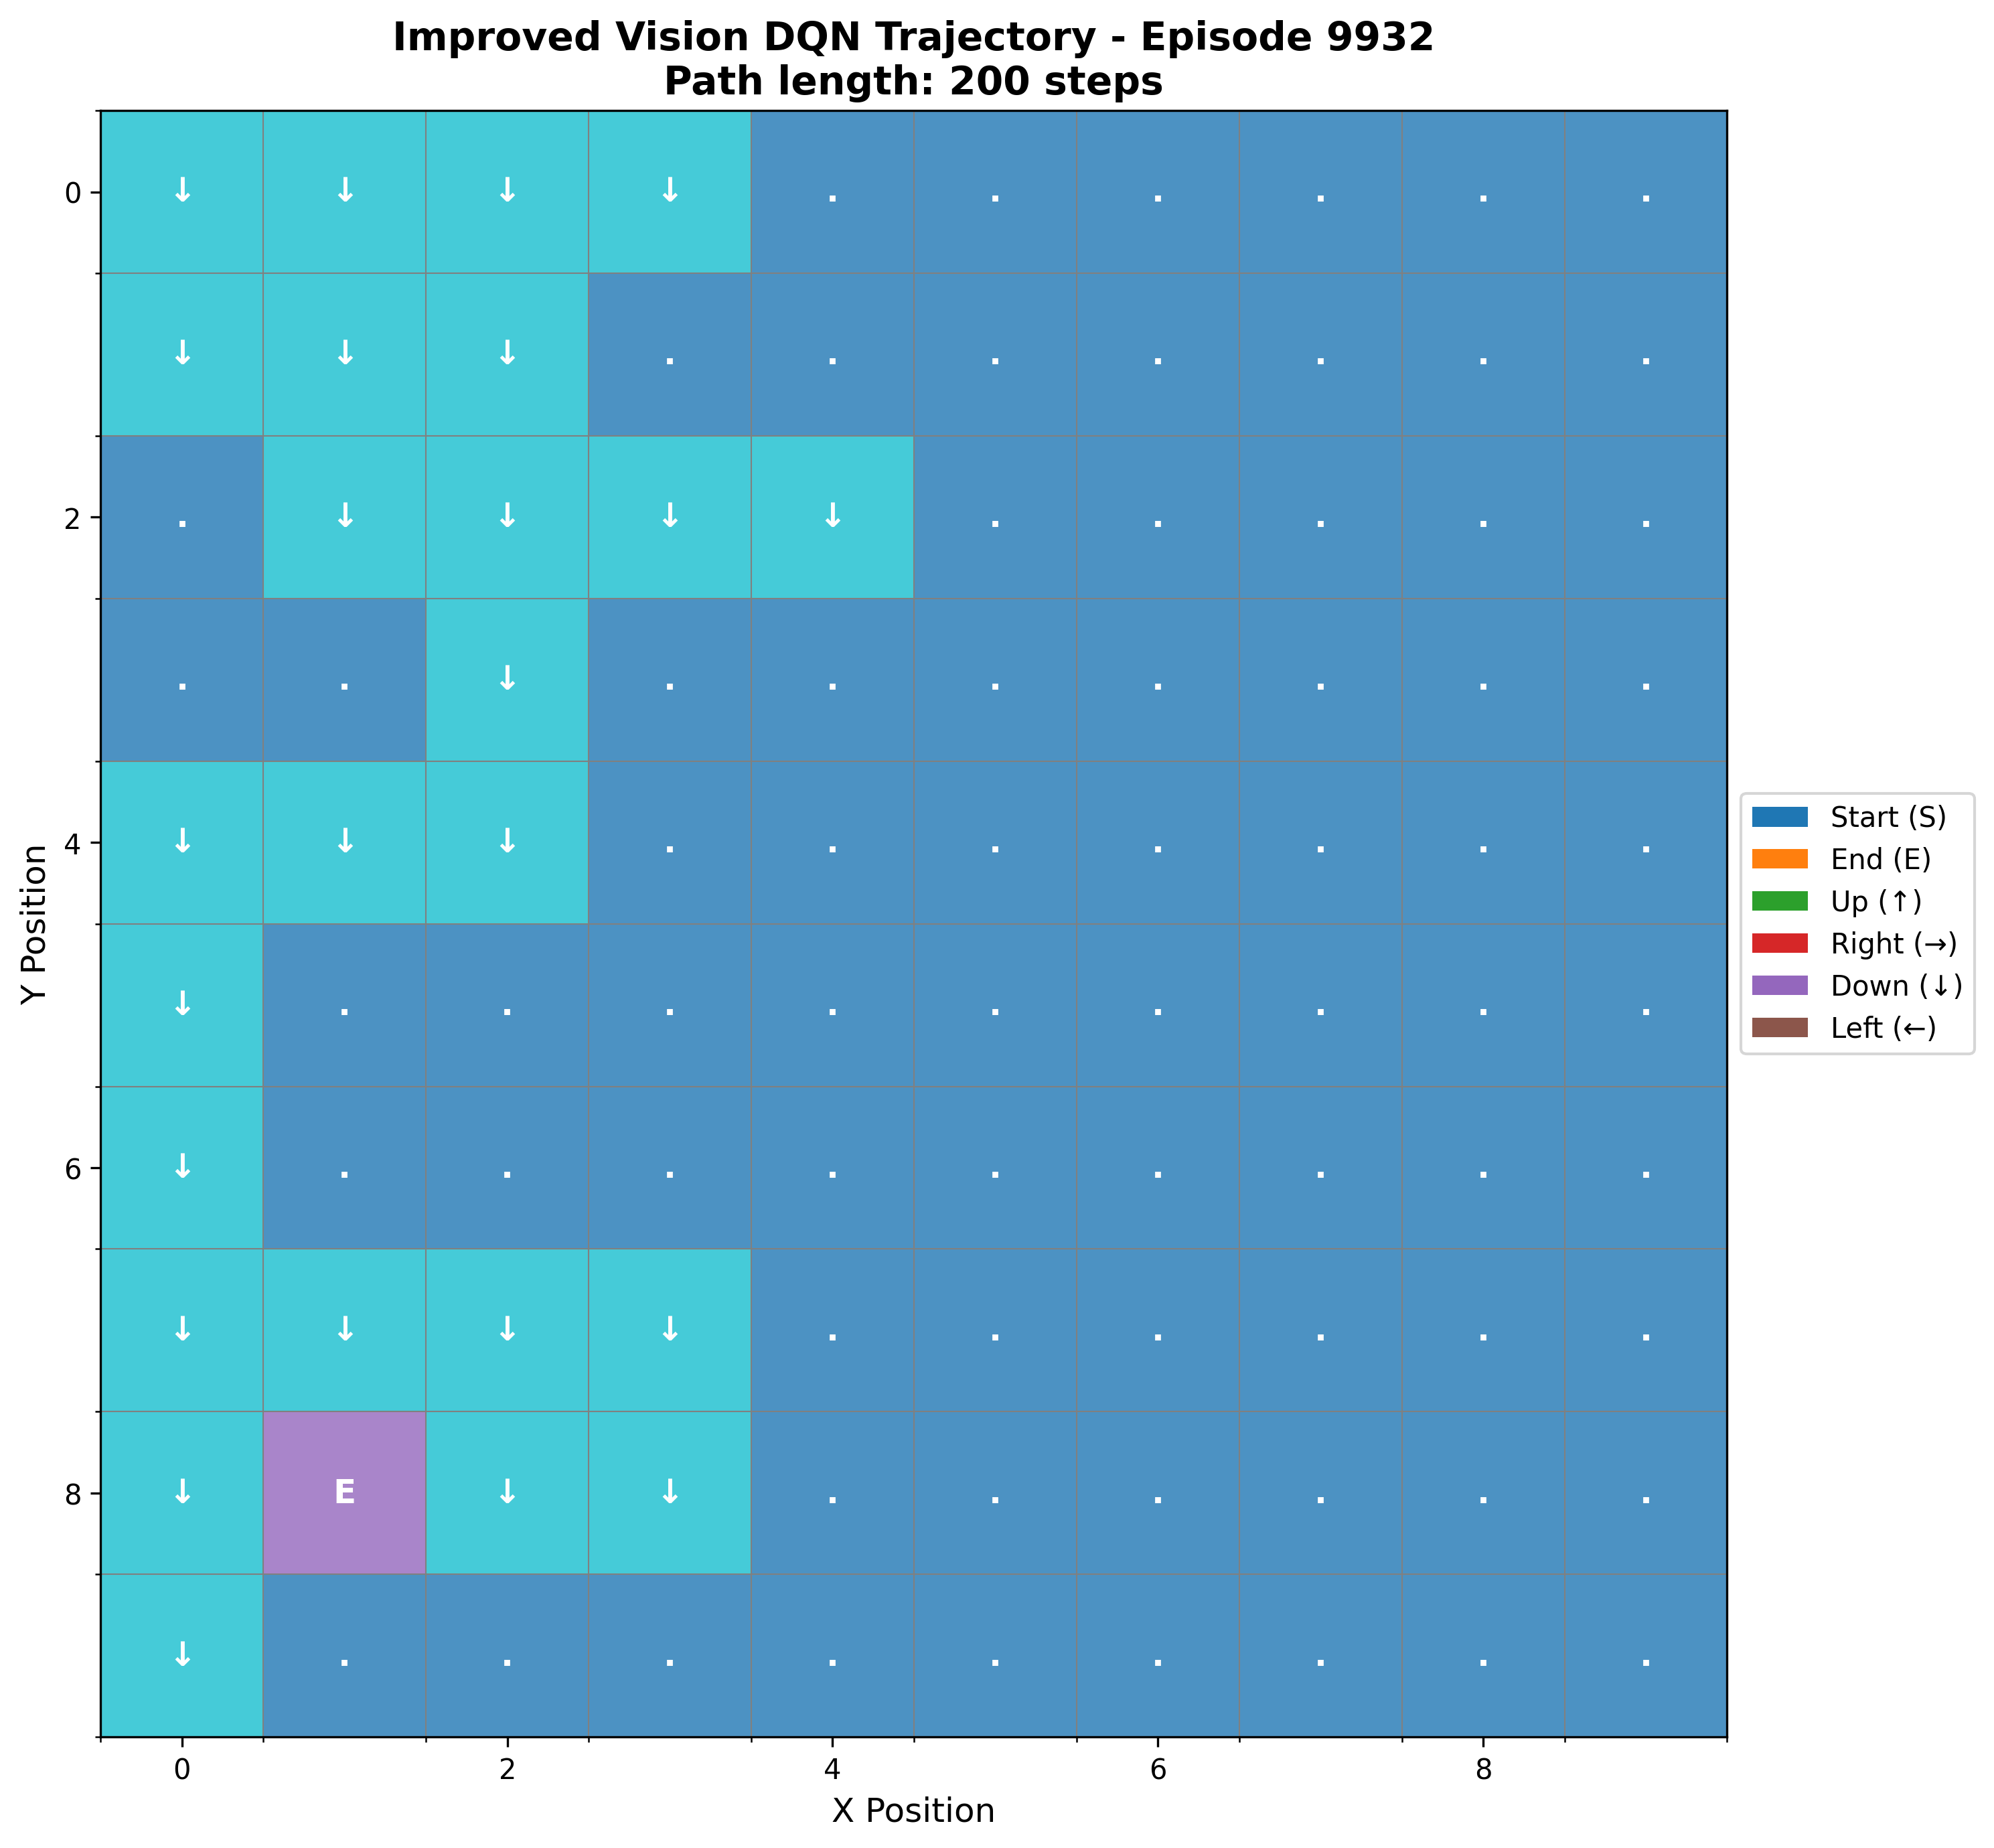 Improved Vision DQN Trajectory - Episode 9932
Path length: 200 steps
0 ↓ ↓ ↓ ↓ . . . . . .
↓ ↓ ↓ . . . . . . .
2 . ↓ ↓ ↓ ↓ . . . . .
. . ↓ . . . . . . .
4 ↓ ↓ ↓ . . . . . . .
↓ . . . . . . . . .
6 ↓ . . . . . . . . .
↓ ↓ ↓ ↓ . . . . . .
8 ↓ E ↓ ↓ . . . . . .
↓ . . . . . . . . .
0 2 4 6 8
X Position
Y Position
Start (S)
End (E)
Up (↑)
Right (→)
Down (↓)
Left (←)